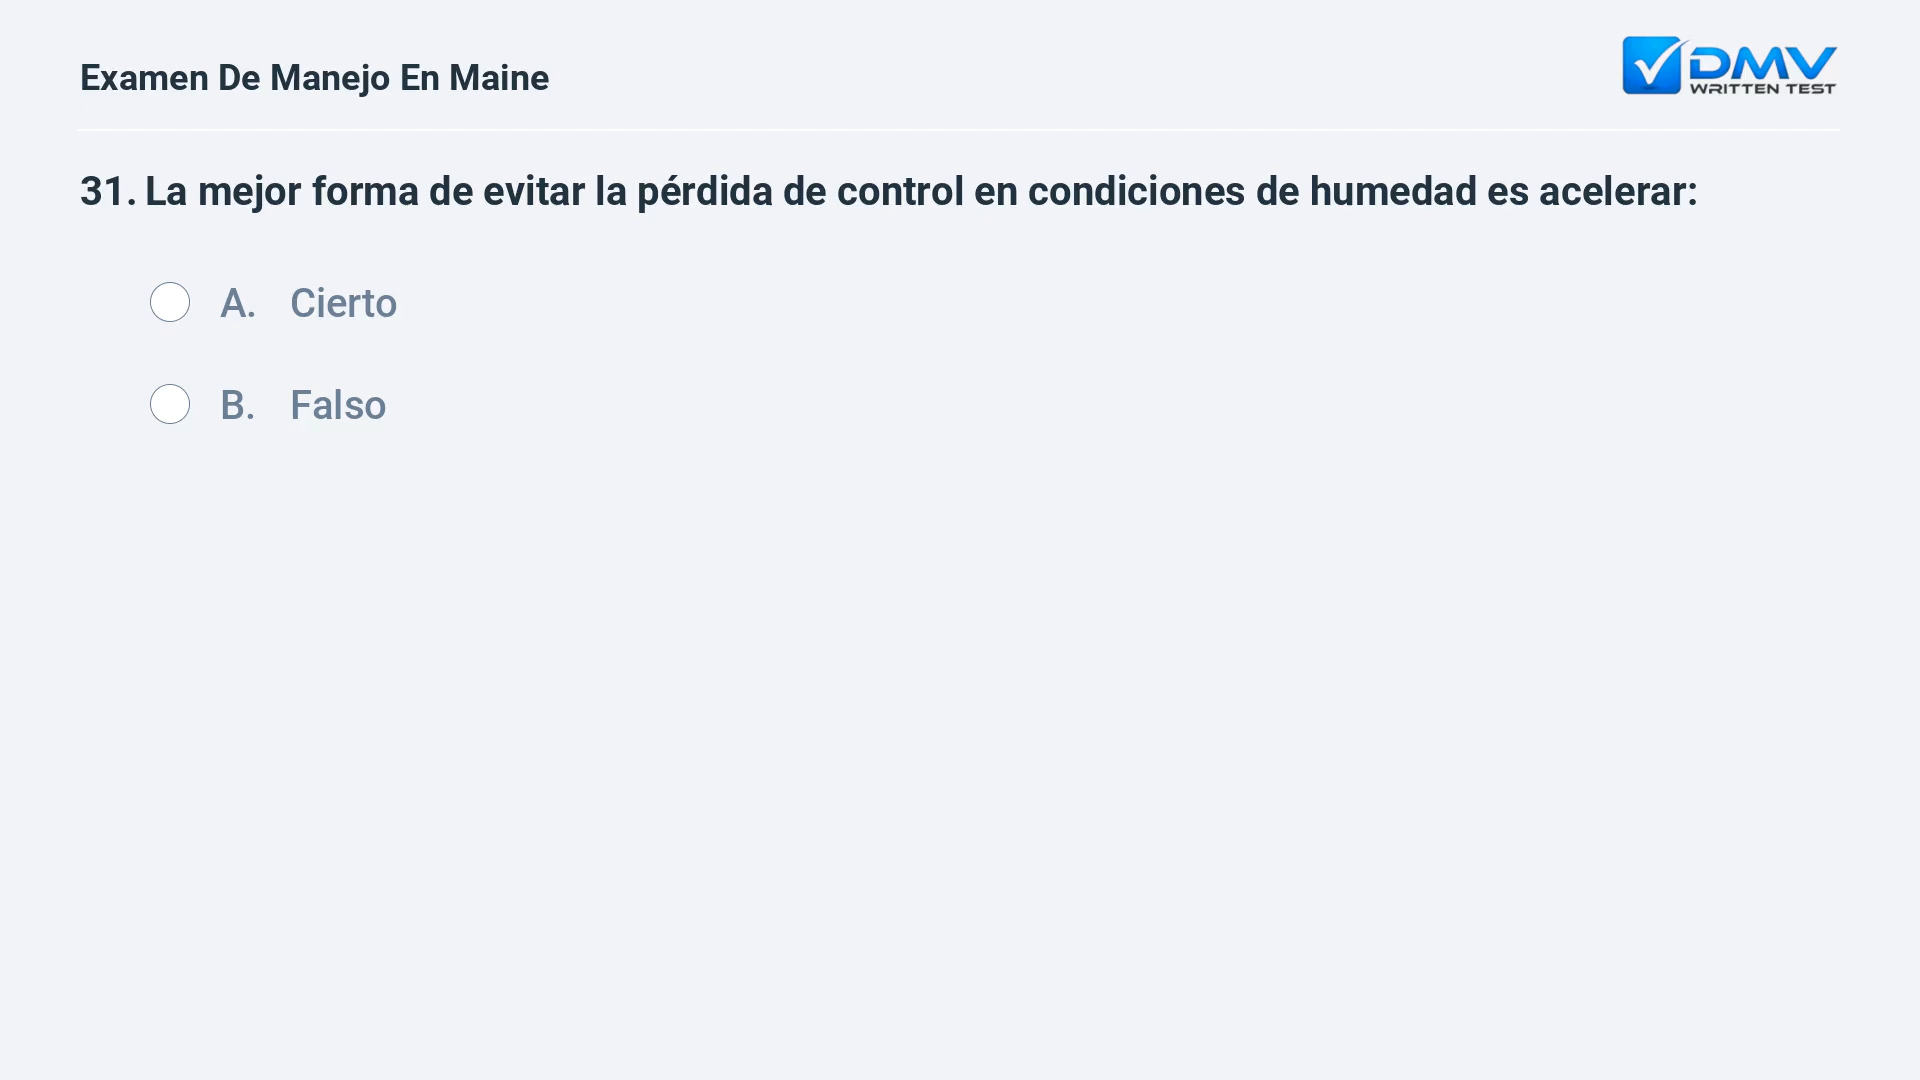 Examen De Manejo En Maine
DMV
WRITTEN TEST
31. La mejor forma de evitar la pérdida de control en condiciones de humedad es acelerar:
A. Cierto
B. Falso